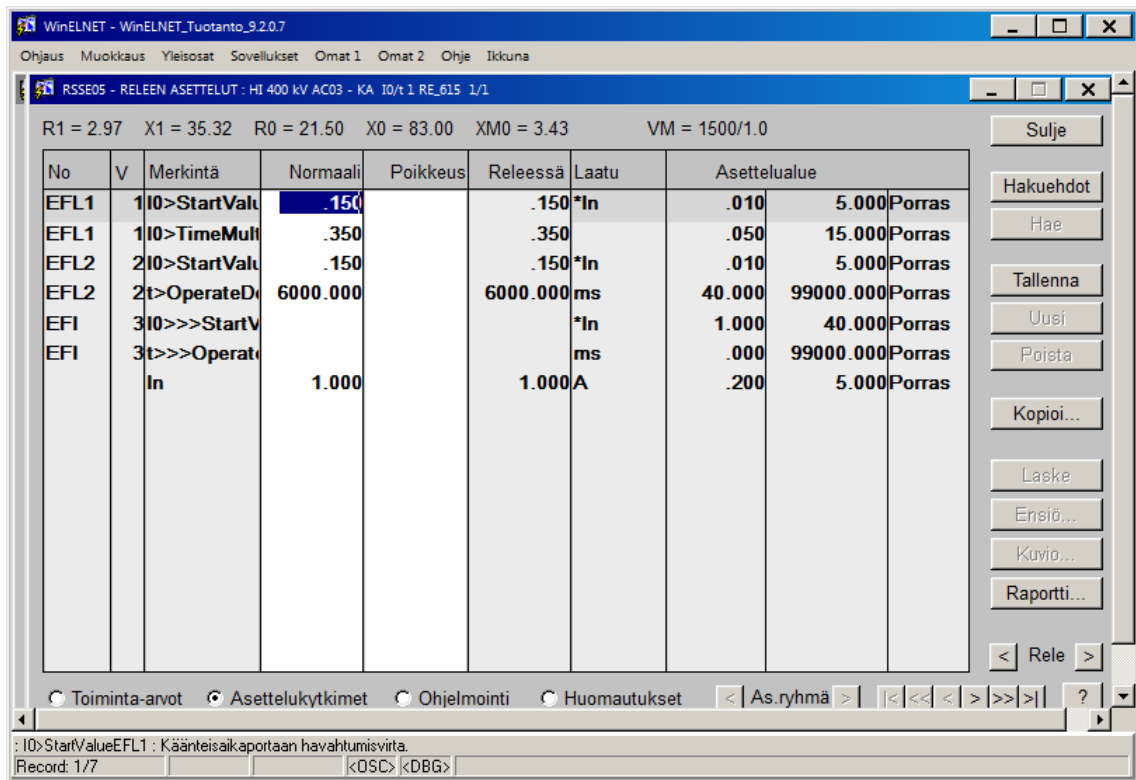 WinELNET - WinELNET_Tuotanto_9.2.0.7
Ohjaus Muokkaus Yleisosat Sovellukset Omat 1 Omat 2 Ohje Ikkuna
RSSE05 - RELEEN ASETTELUT : HI 400 kV AC03 - KA I0/t 1 RE_615 1/1
R1 = 2.97 X1 = 35.32 R0 = 21.50 X0 = 83.00 XM0 = 3.43 VM = 1500/1.0
Sulje
No V Merkintä Normaali Poikkeus Releessä Laatu Asettelualue
Hakuehdot
EFL1 1 I0>StartValu .150 .150 *In .010 5.000 Porras
Hae
EFL1 1 I0>TimeMult .350 .350 .050 15.000 Porras
EFL2 2 I0>StartValu .150 .150 *In .010 5.000 Porras
Tallenna
EFL2 2 t>OperateDe 6000.000 6000.000 ms 40.000 99000.000 Porras
Uusi
EFI 3 I0>>>StartV *In 1.000 40.000 Porras
EFI 3 t>>>Operate ms .000 99000.000 Porras
Poista
In 1.000 1.000 A .200 5.000 Porras
Kopioi...
Laske
Ensiö...
Kuvio...
Raportti...
< Rele >
Toiminta-arvot Asettelukytkimet Ohjelmointi Huomautukset < As.ryhmä > |< << < > >> >| ?
: I0>StartValueEFL1 : Käänteisaikaportaan havahtumisvirta.
Record: 1/7 <OSC> <DBG>